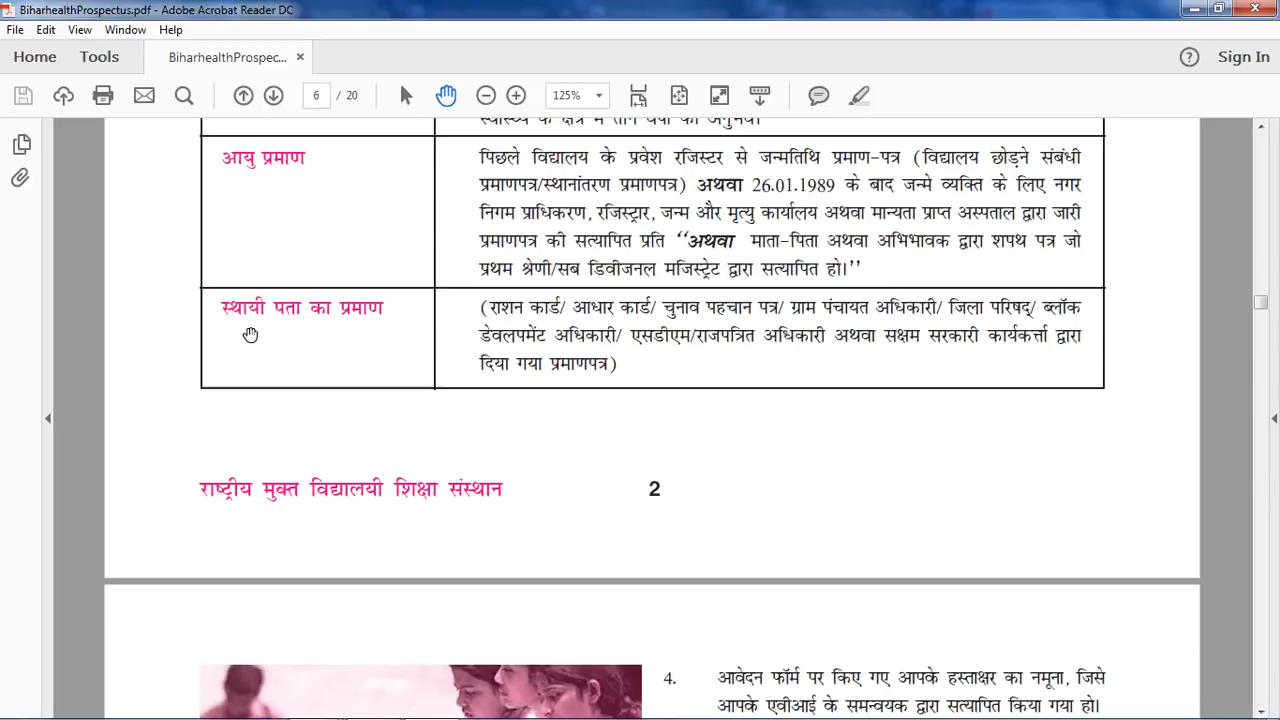 BiharhealthProspectus.pdf - Adobe Acrobat Reader DC
File Edit View Window Help
Home Tools BiharhealthProspec... × Sign In
6 / 20 125%
स्वास्थ्य के क्षेत्र में तीन वर्षों का अनुभव।
आयु प्रमाण
पिछले विद्यालय के प्रवेश रजिस्टर से जन्मतिथि प्रमाण-पत्र (विद्यालय छोड़ने संबंधी
प्रमाणपत्र/स्थानांतरण प्रमाणपत्र) अथवा 26.01.1989 के बाद जन्मे व्यक्ति के लिए नगर
निगम प्राधिकरण, रजिस्ट्रार, जन्म और मृत्यु कार्यालय अथवा मान्यता प्राप्त अस्पताल द्वारा जारी
प्रमाणपत्र की सत्यापित प्रति ‘‘अथवा माता-पिता अथवा अभिभावक द्वारा शपथ पत्र जो
प्रथम श्रेणी/सब डिवीजनल मजिस्ट्रेट द्वारा सत्यापित हो।’’
स्थायी पता का प्रमाण
(राशन कार्ड/ आधार कार्ड/ चुनाव पहचान पत्र/ ग्राम पंचायत अधिकारी/ जिला परिषद्/ ब्लॉक
डेवलपमेंट अधिकारी/ एसडीएम/राजपत्रित अधिकारी अथवा सक्षम सरकारी कार्यकर्त्ता द्वारा
दिया गया प्रमाणपत्र)
राष्ट्रीय मुक्त विद्यालयी शिक्षा संस्थान 2
4. आवेदन फॉर्म पर किए गए आपके हस्ताक्षर का नमूना, जिसे
आपके एवीआई के समन्वयक द्वारा सत्यापित किया गया हो।